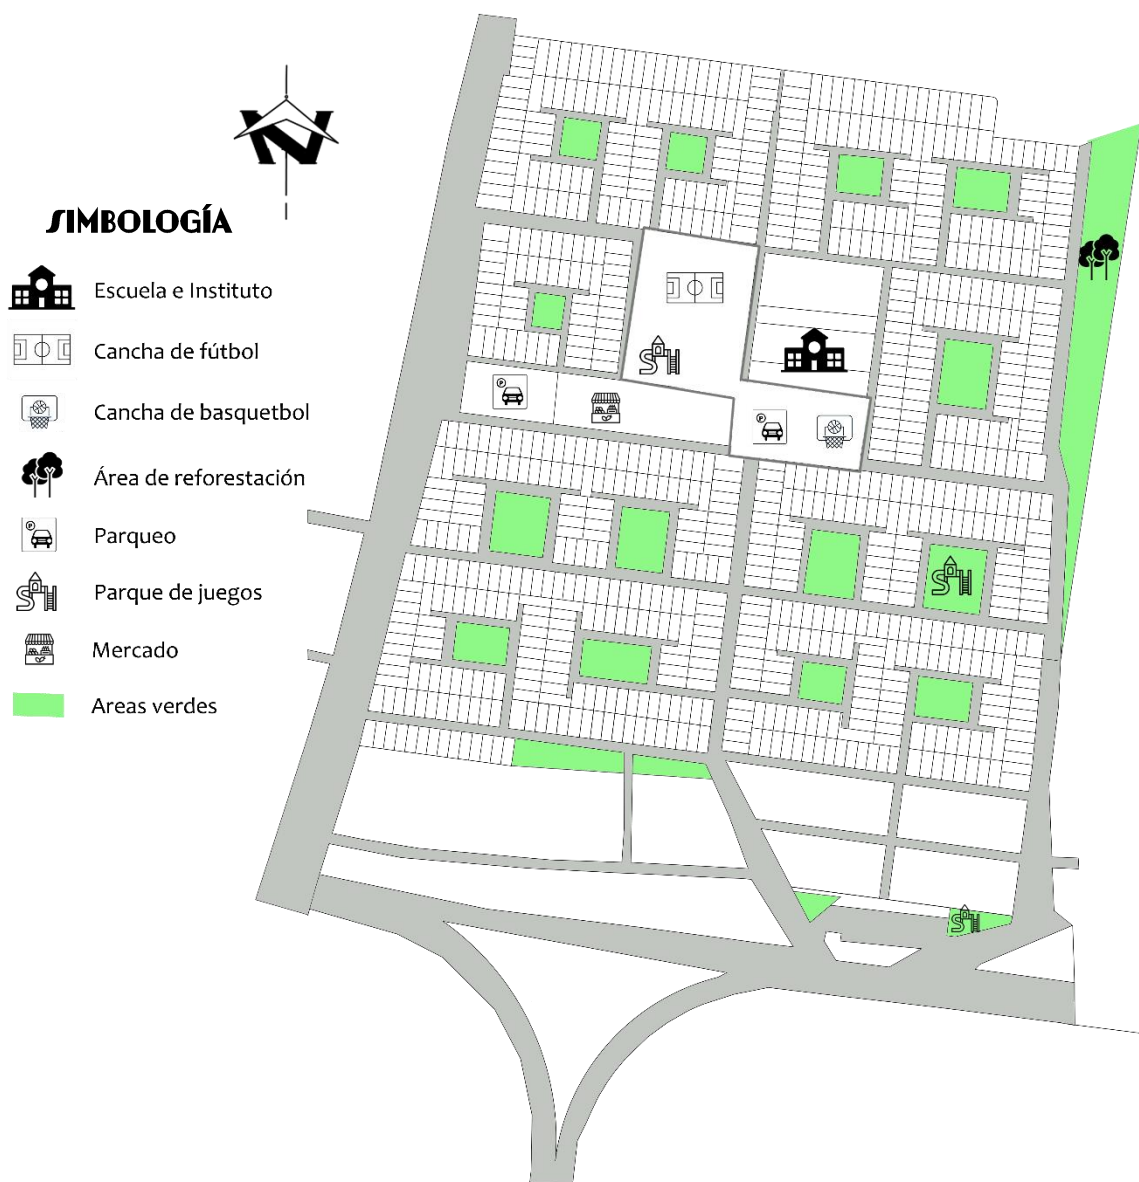 N
SIMBOLOGÍA
Escuela e Instituto
Cancha de fútbol
Cancha de basquetbol
Área de reforestación
P
Parqueo
Parque de juegos
Mercado
Areas verdes
P
P